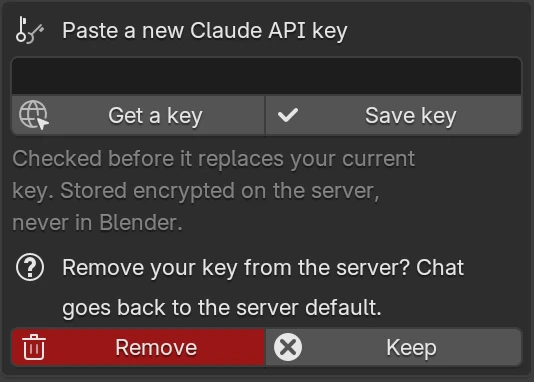 Paste a new Claude API key
Get a key
Save key
Checked before it replaces your current
key. Stored encrypted on the server,
never in Blender.
Remove your key from the server? Chat
goes back to the server default.
Remove
Keep